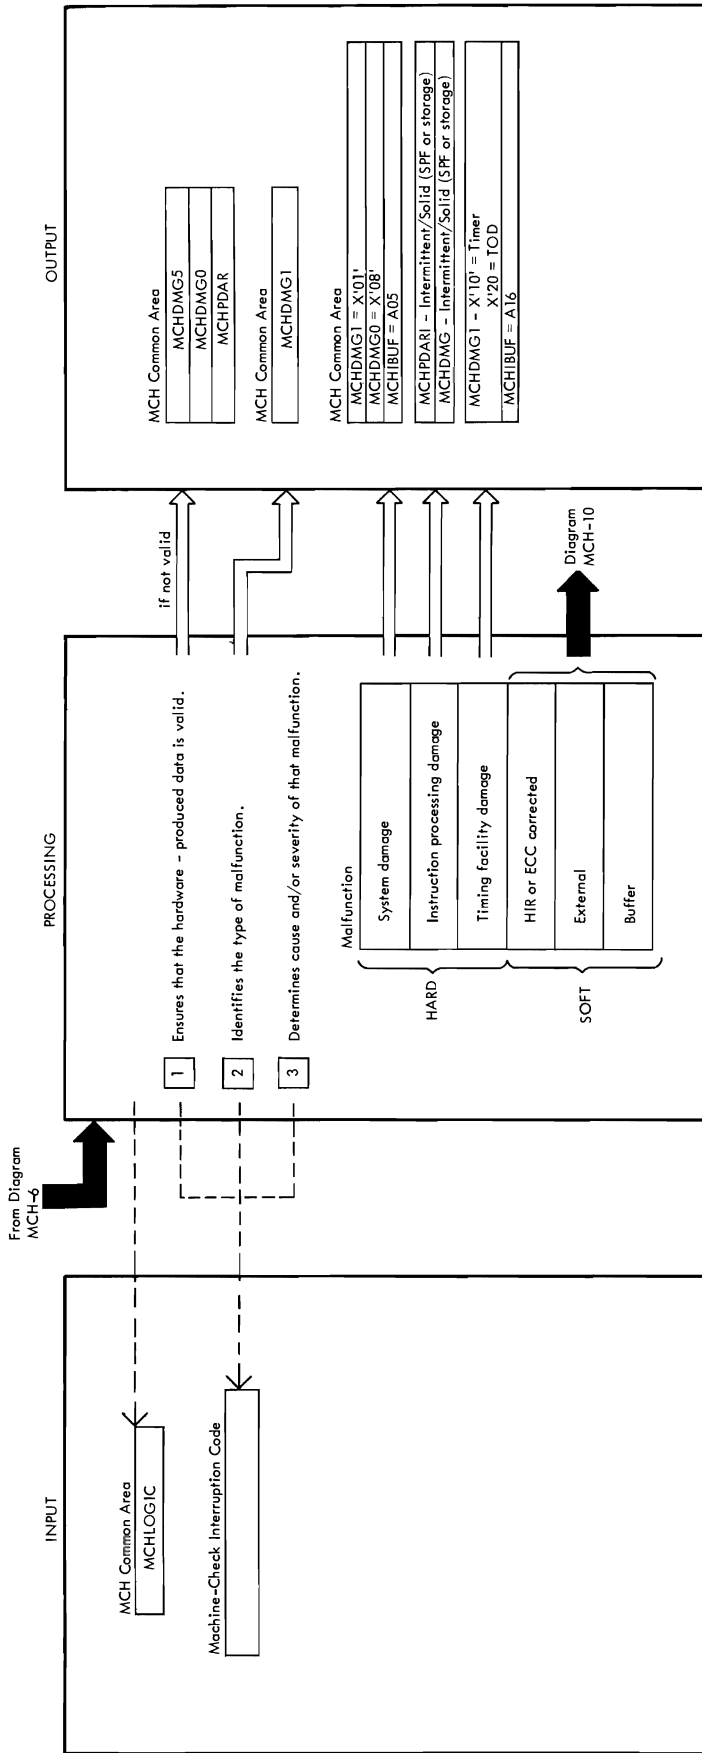 INPUT
MCH Common Area
MCHLOGIC
Machine-Check Interruption Code
From Diagram
MCH-6
PROCESSING
1 Ensures that the hardware - produced data is valid.
2 Identifies the type of malfunction.
3 Determines cause and/or severity of that malfunction.
Malfunction
HARD
System damage
Instruction processing damage
Timing facility damage
SOFT
HIR or ECC corrected
External
Buffer
if not valid
Diagram
MCH-10
OUTPUT
MCH Common Area
MCHDMG5
MCHDMG0
MCHPDAR
MCH Common Area
MCHDMG1
MCH Common Area
MCHDMG1 = X'01'
MCHDMG0 = X'08'
MCHIBUF = A05
MCHPDARI - Intermittent/Solid (SPF or storage)
MCHDMG - Intermittent/Solid (SPF or storage)
MCHDMG1 - X'10' = Timer
X'20 = TOD
MCHIBUF = A16